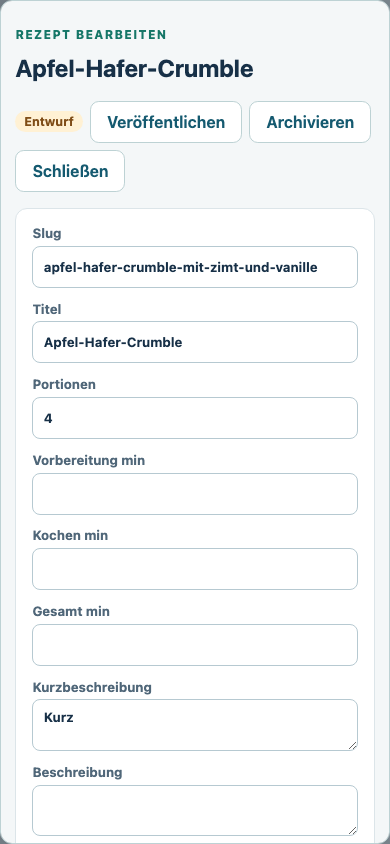 REZEPT BEARBEITEN
Apfel-Hafer-Crumble
Entwurf Veröffentlichen Archivieren
Schließen
Slug
apfel-hafer-crumble-mit-zimt-und-vanille
Titel
Apfel-Hafer-Crumble
Portionen
4
Vorbereitung min
Kochen min
Gesamt min
Kurzbeschreibung
Kurz
Beschreibung